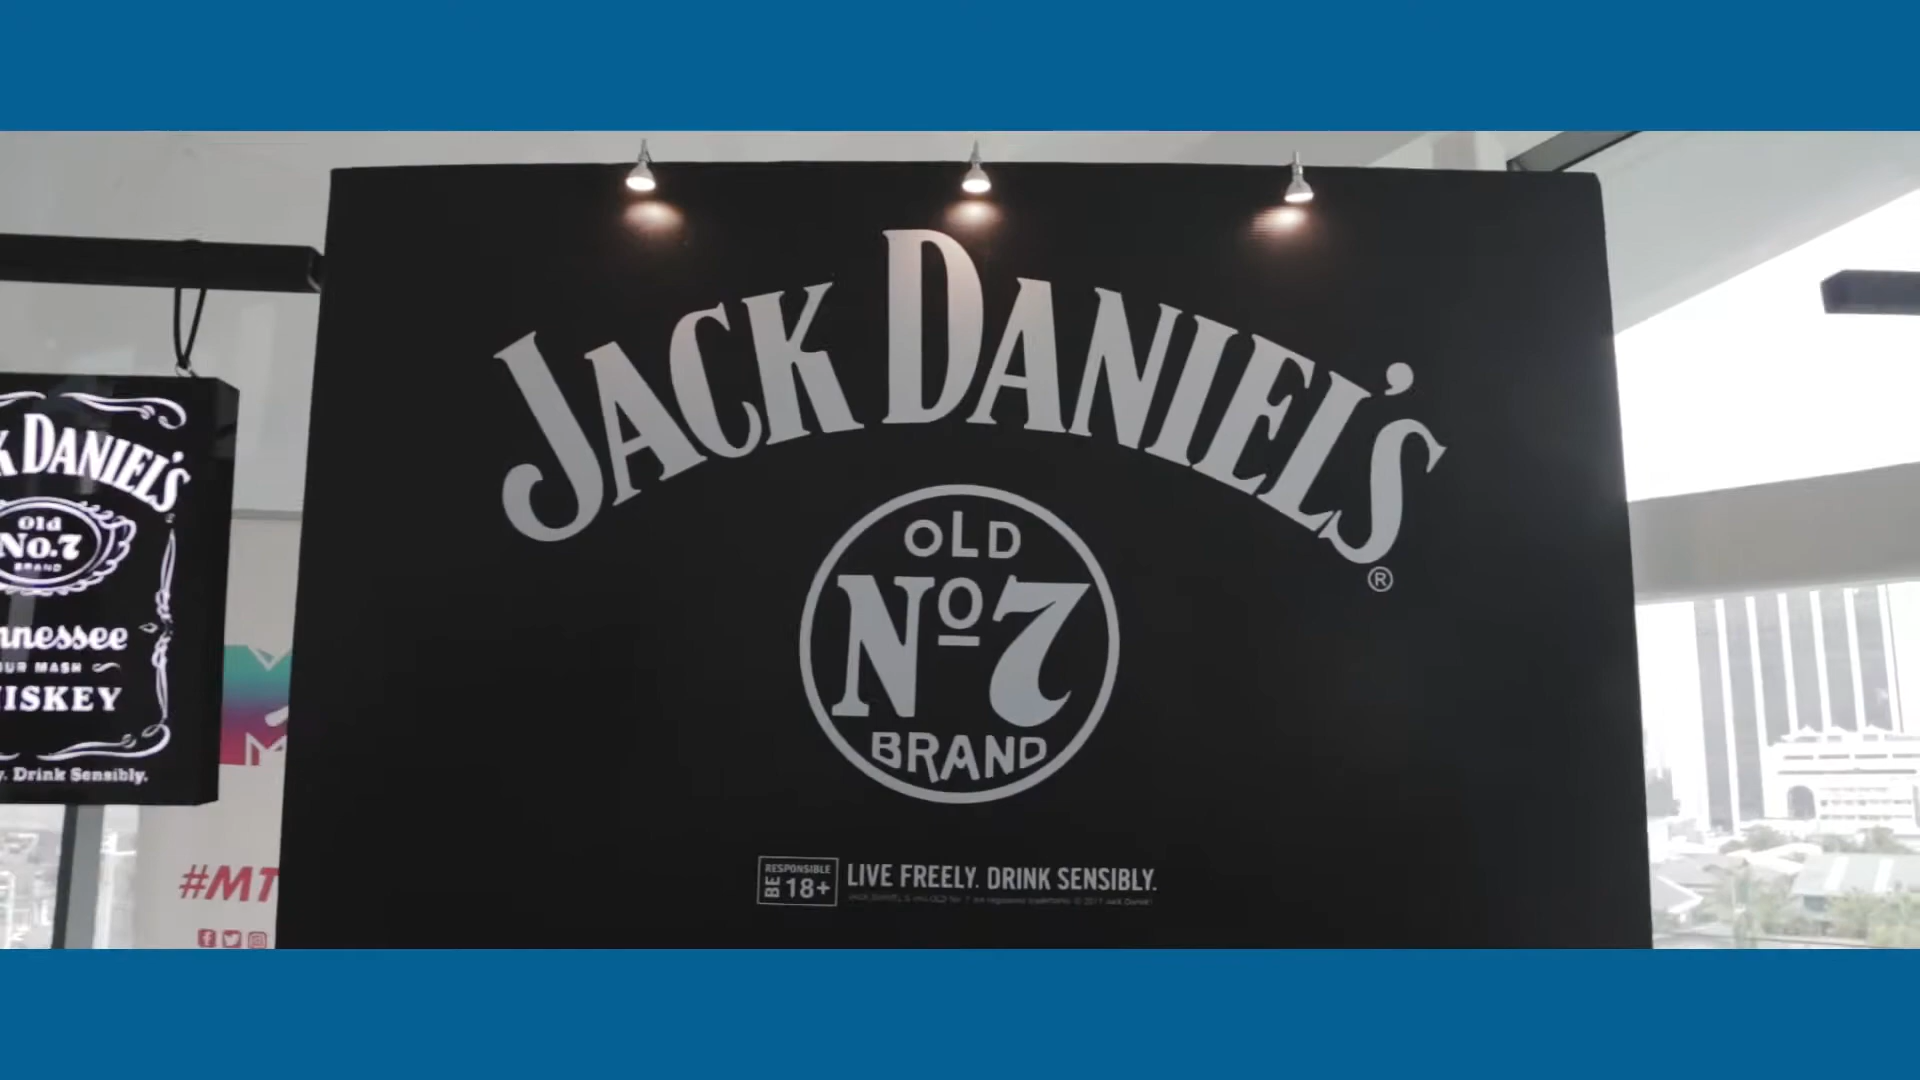 JACK DANIEL'S
®
OLD
Nº7
BRAND
BE RESPONSIBLE 18+
LIVE FREELY. DRINK SENSIBLY.
K DANIEL'S
Old
No.7
BRAND
nnessee
UR MASH
ISKEY
. Drink Sensibly.
#MT